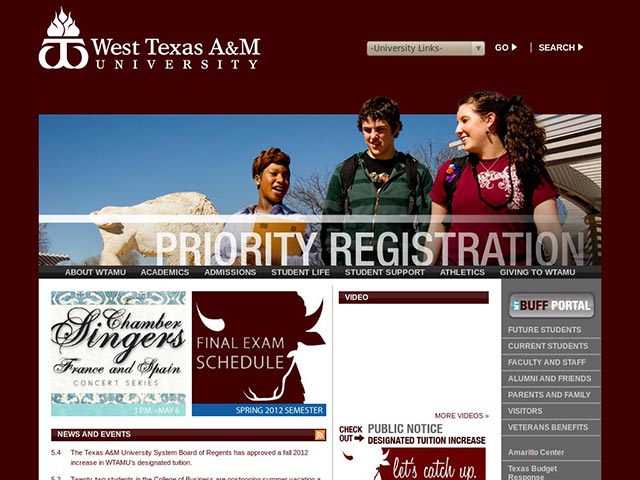 West Texas A&M
UNIVERSITY
-University Links-
GO
SEARCH
PRIORITY REGISTRATION
ABOUT WTAMU ACADEMICS ADMISSIONS STUDENT LIFE STUDENT SUPPORT ATHLETICS GIVING TO WTAMU
Chamber
Singers
France and Spain
CONCERT SERIES
3 P.M. • MAY 6
FINAL EXAM
SCHEDULE
SPRING 2012 SEMESTER
VIDEO
MORE VIDEOS »
CHECK
OUT
PUBLIC NOTICE
DESIGNATED TUITION INCREASE
let's catch up.
NEWS AND EVENTS
5.4 The Texas A&M University System Board of Regents has approved a fall 2012
increase in WTAMU's designated tuition.
5.2 Twenty-two students in the College of Business are postponing summer vacation a
BUFF PORTAL
FUTURE STUDENTS
CURRENT STUDENTS
FACULTY AND STAFF
ALUMNI AND FRIENDS
PARENTS AND FAMILY
VISITORS
VETERANS BENEFITS
Amarillo Center
Texas Budget
Response